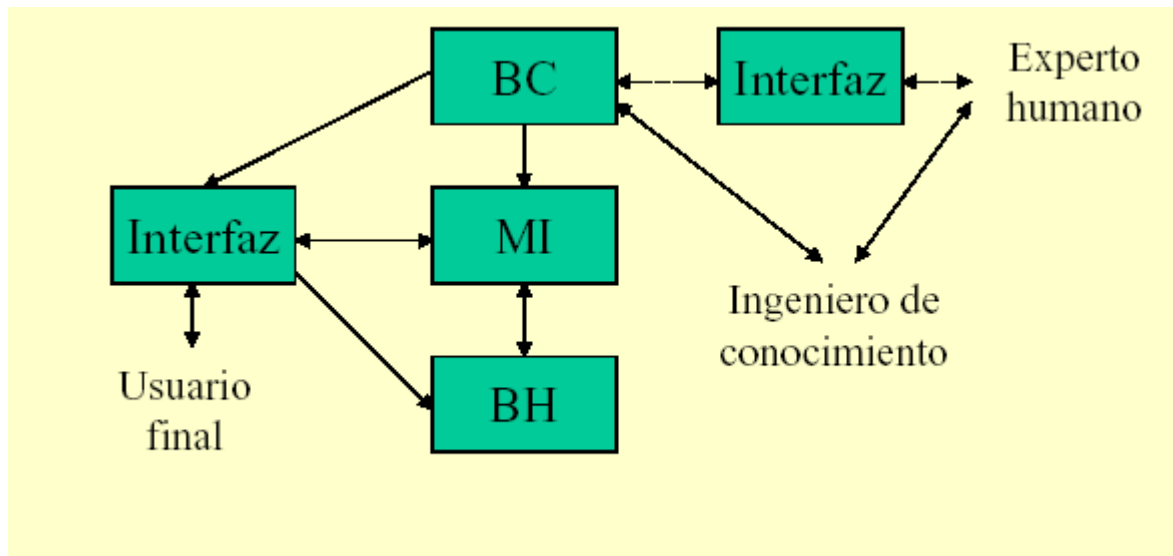 BC
Interfaz
Experto
humano
Interfaz
MI
Ingeniero de
conocimiento
Usuario
final
BH